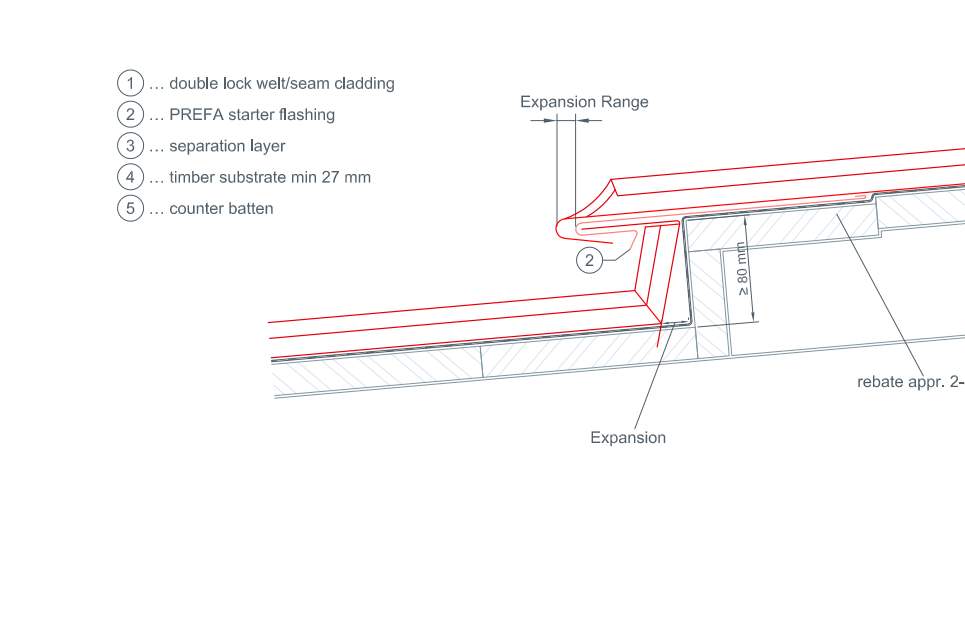 1 ... double lock welt/seam cladding
2 ... PREFA starter flashing
3 ... separation layer
4 ... timber substrate min 27 mm
5 ... counter batten
Expansion Range
2
≥ 80 mm
rebate appr. 2-
Expansion